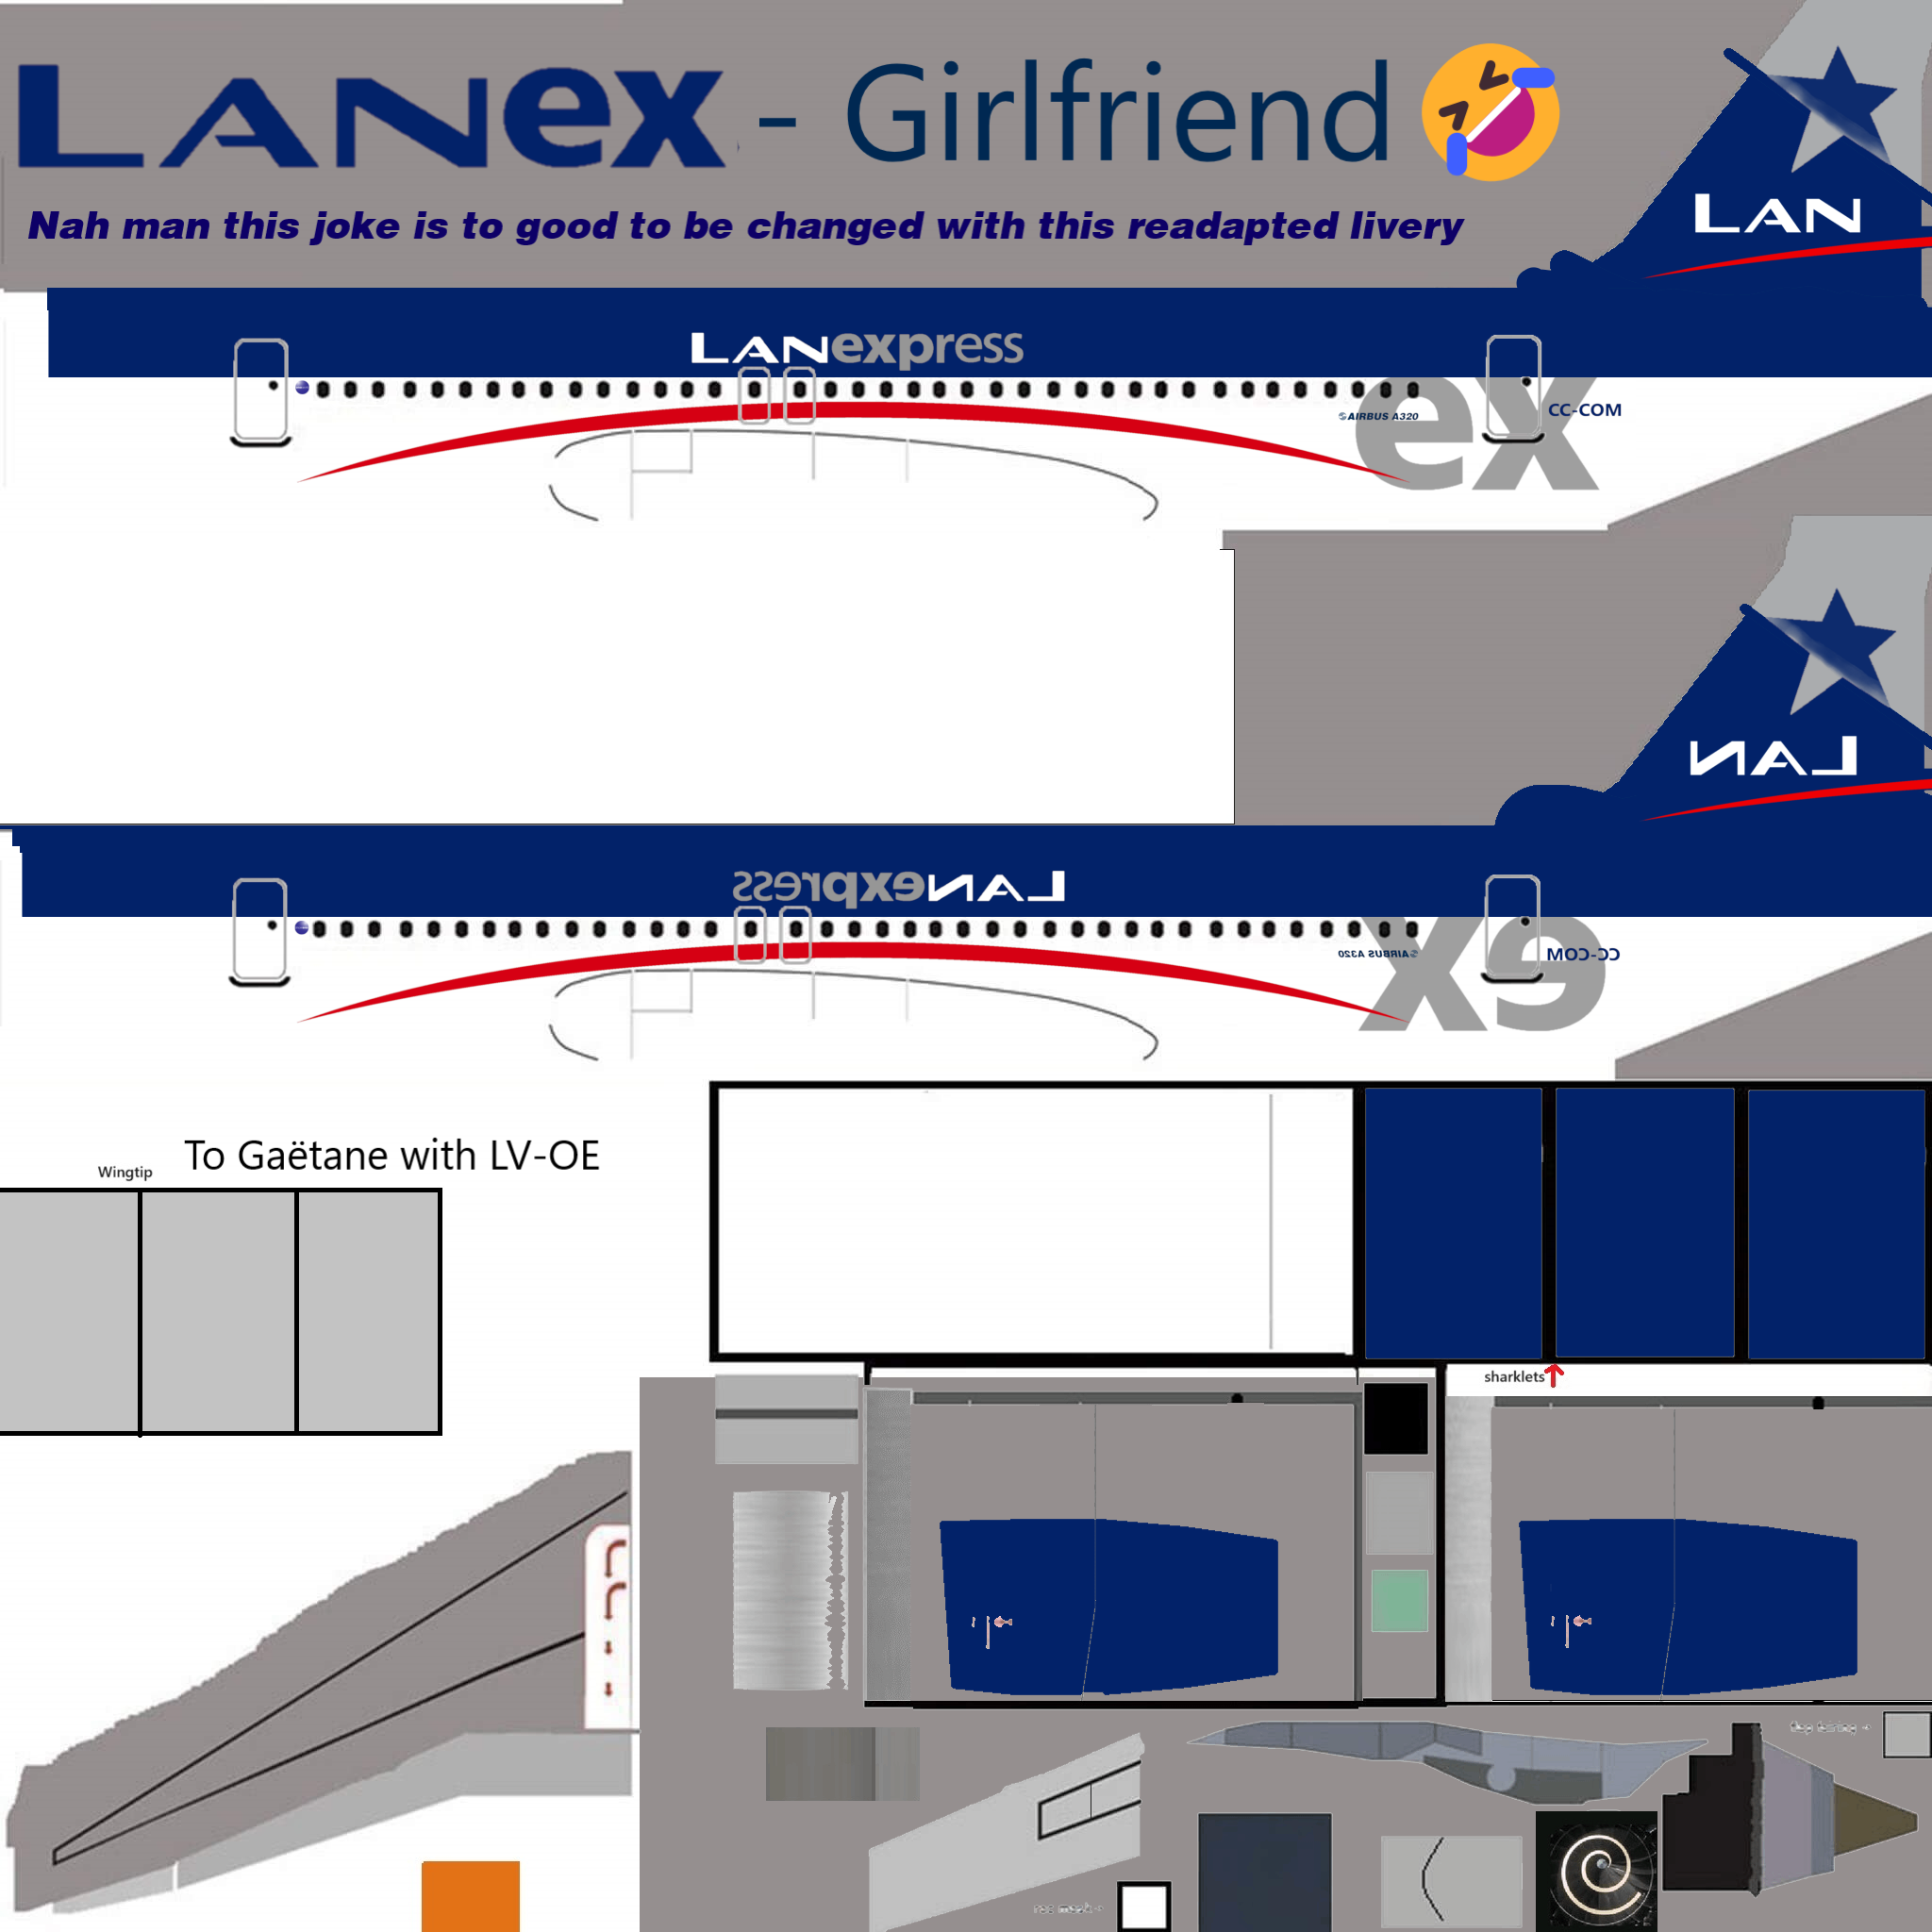 LANex - Girlfriend 🤣
Nah man this joke is to good to be changed with this readapted livery
LAN
LANexpress
AIRBUS A320
ex
CC-COM
LAN
LANexpress
AIRBUS A320
ex
CC-COM
To Gaëtane with LV-OE
Wingtip
sharklets